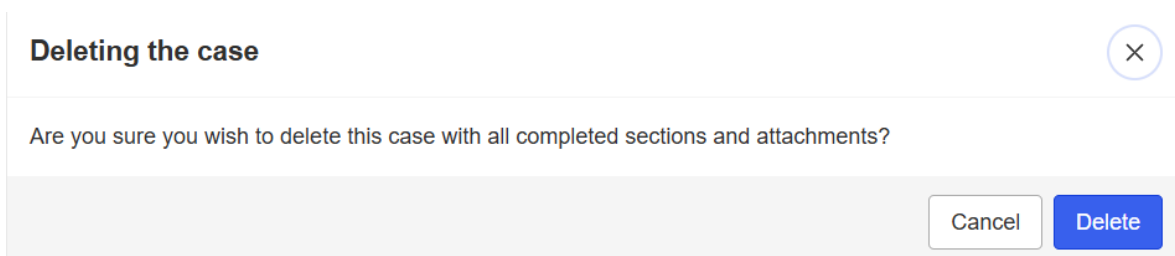 Deleting the case
Are you sure you wish to delete this case with all completed sections and attachments?
Cancel
Delete